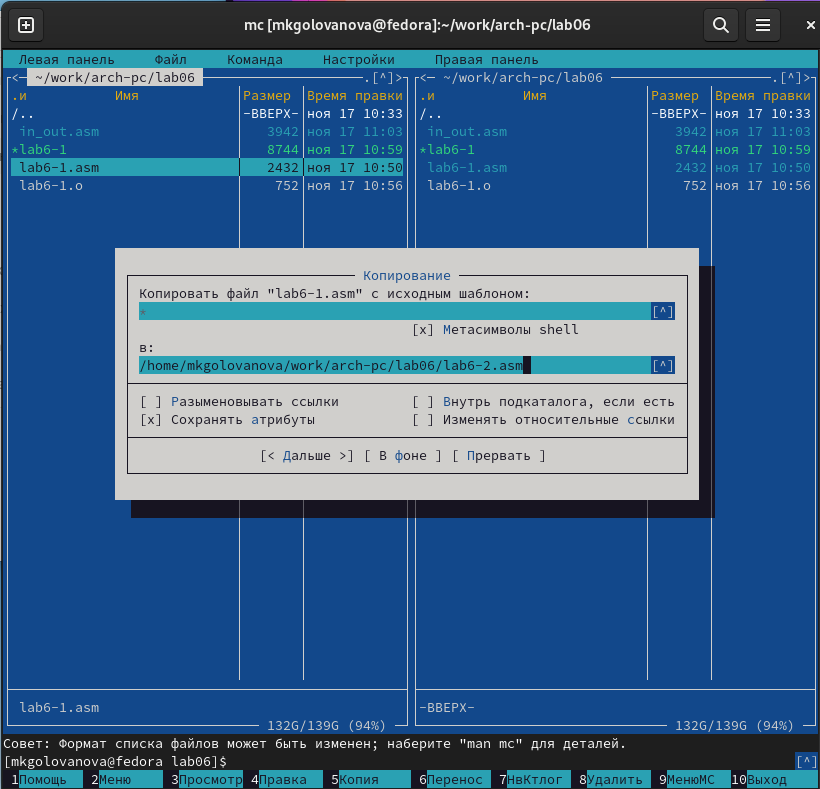 mc [mkgolovanova@fedora]:~/work/arch-pc/lab06
Левая панель Файл Команда Настройки Правая панель
<─ ~/work/arch-pc/lab06 .[^]> <─ ~/work/arch-pc/lab06 .[^]>
.и Имя Размер Время правки .и Имя Размер Время правки
/.. -ВВЕРХ- ноя 17 10:33 /.. -ВВЕРХ- ноя 17 10:33
in_out.asm 3942 ноя 17 11:03 in_out.asm 3942 ноя 17 11:03
*lab6-1 8744 ноя 17 10:59 *lab6-1 8744 ноя 17 10:59
lab6-1.asm 2432 ноя 17 10:50 lab6-1.asm 2432 ноя 17 10:50
lab6-1.o 752 ноя 17 10:56 lab6-1.o 752 ноя 17 10:56
Копирование
Копировать файл "lab6-1.asm" с исходным шаблоном:
* [^]
[x] Метасимволы shell
в:
/home/mkgolovanova/work/arch-pc/lab06/lab6-2.asm [^]
[ ] Разыменовывать ссылки [ ] Внутрь подкаталога, если есть
[x] Сохранять атрибуты [ ] Изменять относительные ссылки
[< Дальше >] [ В фоне ] [ Прервать ]
lab6-1.asm -ВВЕРХ-
132G/139G (94%) 132G/139G (94%)
Совет: Формат списка файлов может быть изменен; наберите "man mc" для деталей.
[mkgolovanova@fedora lab06]$ [^]
1Помощь 2Меню 3Просмотр 4Правка 5Копия 6Перенос 7НвКтлог 8Удалить 9МенюМС 10Выход